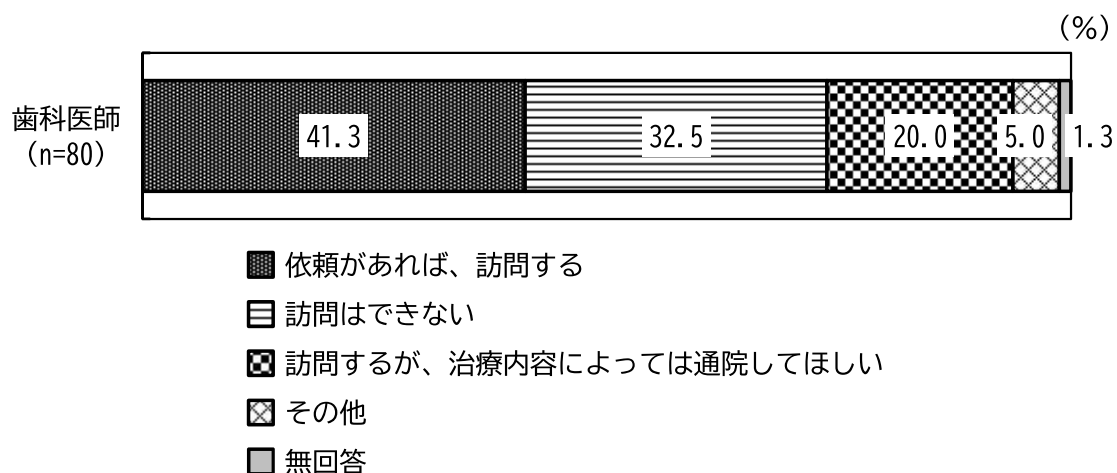 (%)
歯科医師
(n=80)
41.3
32.5
20.0
5.0
1.3
依頼があれば、訪問する
訪問はできない
訪問するが、治療内容によっては通院してほしい
その他
無回答